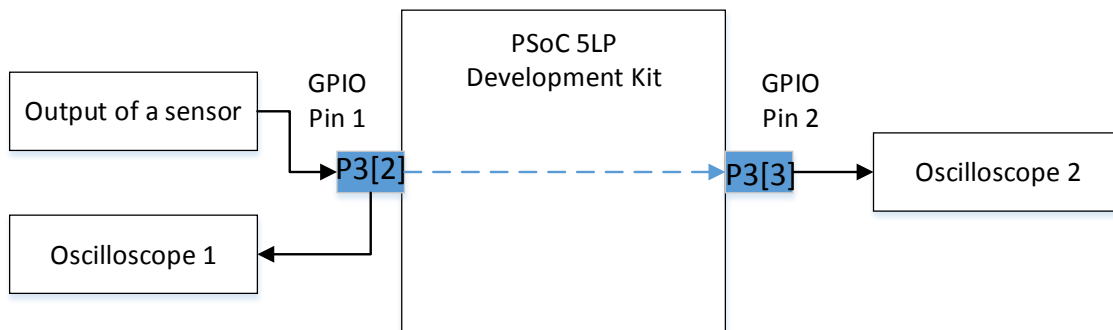 PSoC 5LP
Development Kit
GPIO
Pin 1
GPIO
Pin 2
Output of a sensor
P3[2]
P3[3]
Oscilloscope 2
Oscilloscope 1